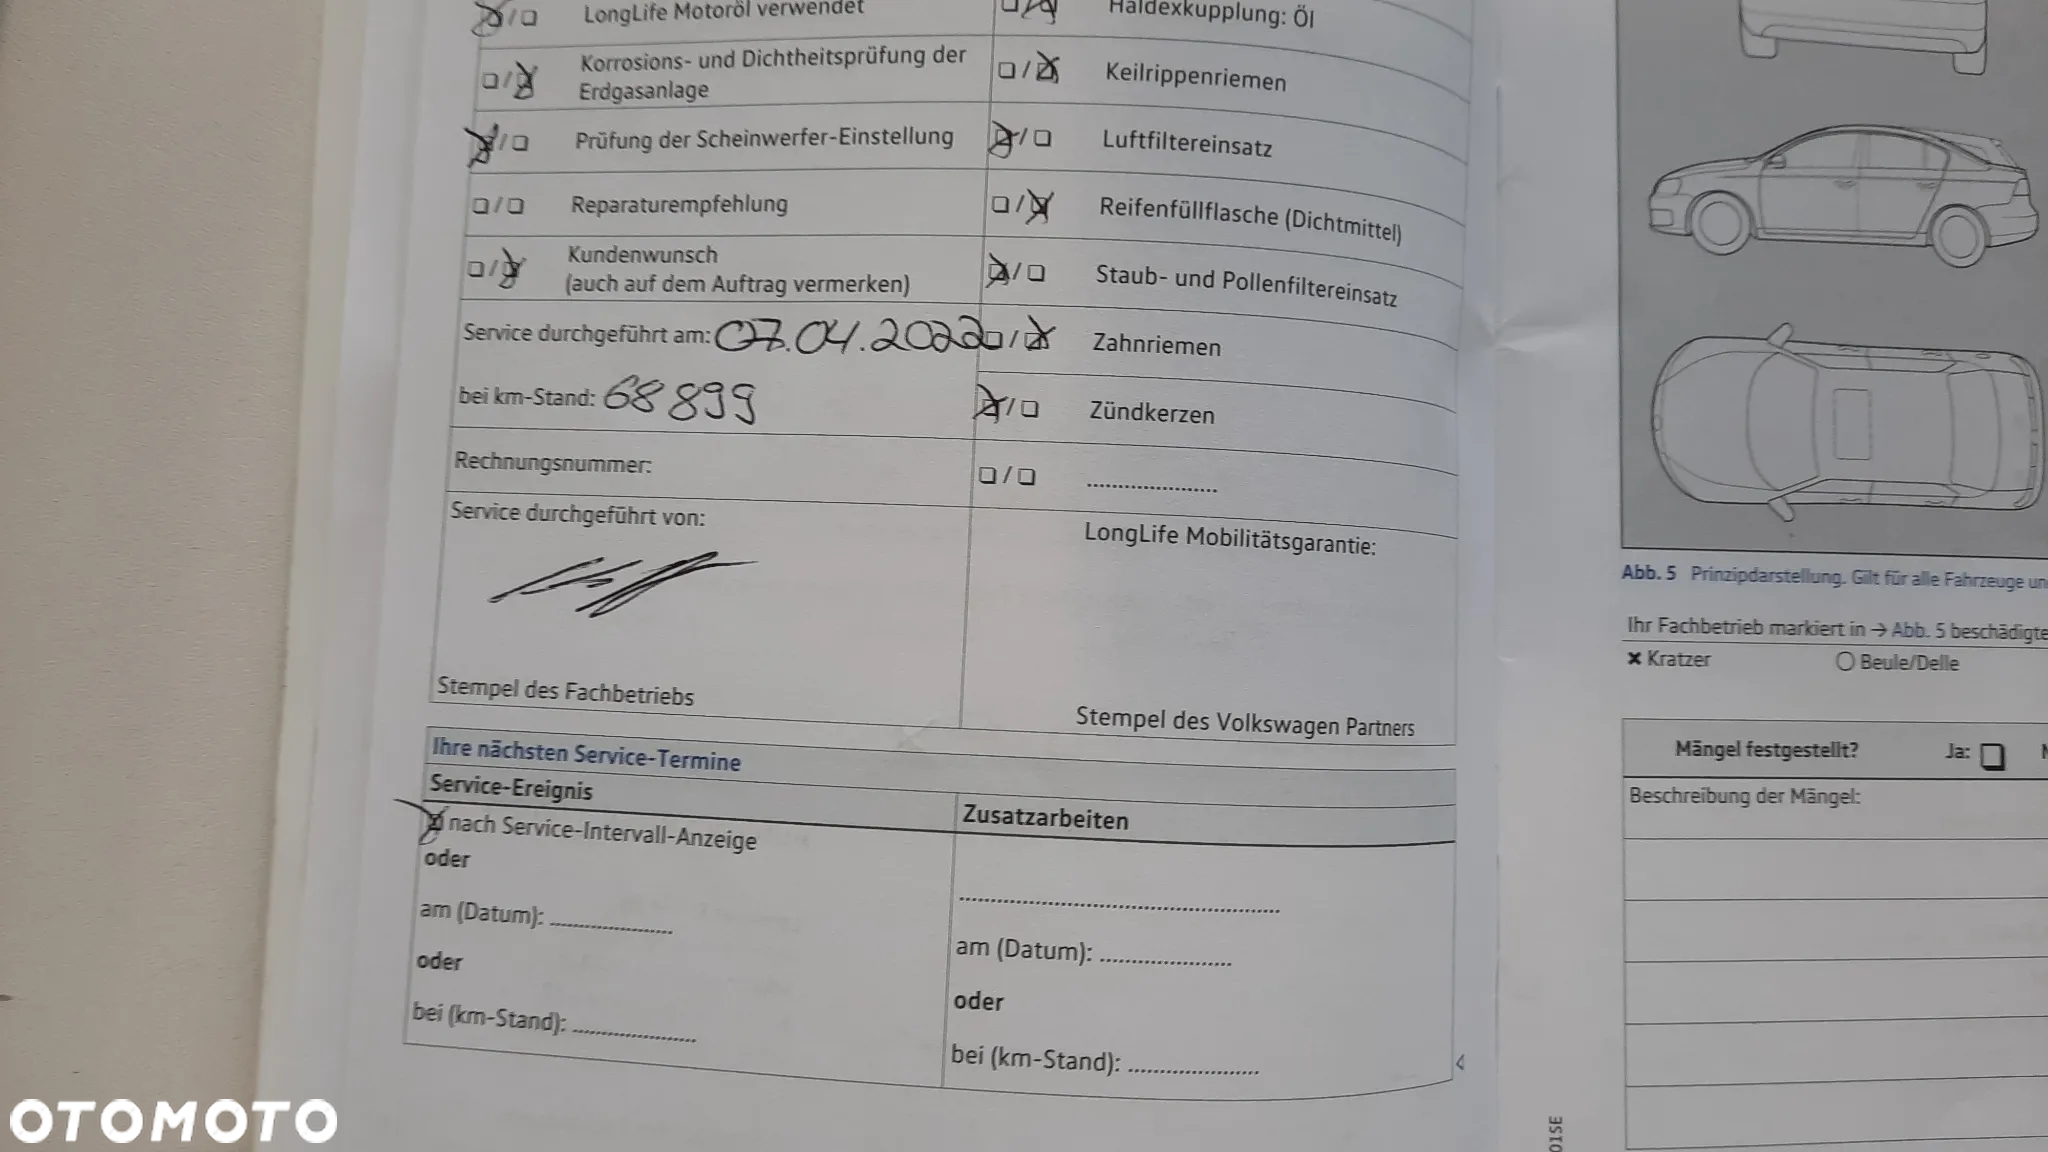 LongLife Motoröl verwendet
Korrosions- und Dichtheitsprüfung der
Erdgasanlage
Prüfung der Scheinwerfer-Einstellung
Reparaturempfehlung
Kundenwunsch
(auch auf dem Auftrag vermerken)
Service durchgeführt am: 07.04.2022
bei km-Stand: 68899
Rechnungsnummer:
Service durchgeführt von:
Stempel des Fachbetriebs
Haldexkupplung: Öl
Keilrippenriemen
Luftfiltereinsatz
Reifenfüllflasche (Dichtmittel)
Staub- und Pollenfiltereinsatz
Zahnriemen
Zündkerzen
.....................
LongLife Mobilitätsgarantie:
Stempel des Volkswagen Partners
Ihre nächsten Service-Termine
Service-Ereignis
nach Service-Intervall-Anzeige
oder
am (Datum): ....................
oder
bei (km-Stand): ....................
Zusatzarbeiten
.....................................................
am (Datum): ......................
oder
bei (km-Stand): ......................
Abb. 5 Prinzipdarstellung. Gilt für alle Fahrzeuge
Ihr Fachbetrieb markiert in → Abb. 5
× Kratzer ○ Beule/Delle
Mängel festgestellt? Ja:
Beschreibung der Mängel:
015E
OTOMOTO